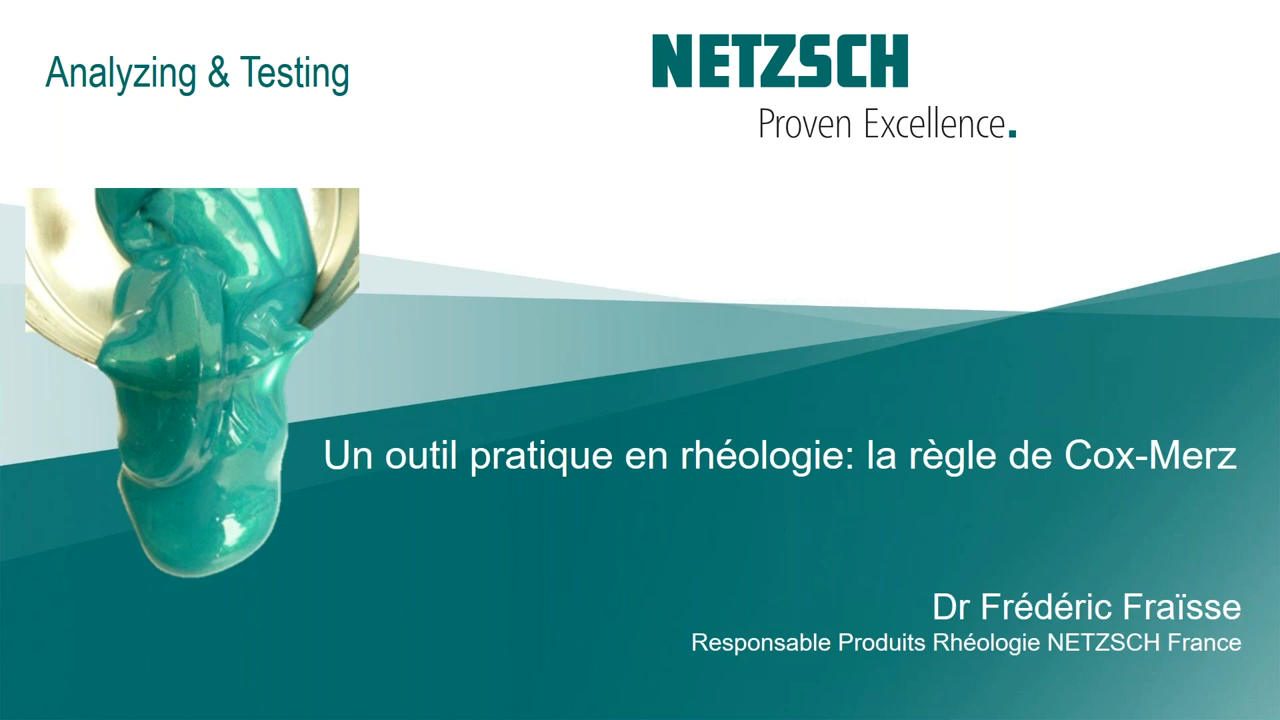 Analyzing & Testing
NETZSCH
Proven Excellence.
Un outil pratique en rhéologie: la règle de Cox-Merz
Dr Frédéric Fraïsse
Responsable Produits Rhéologie NETZSCH France